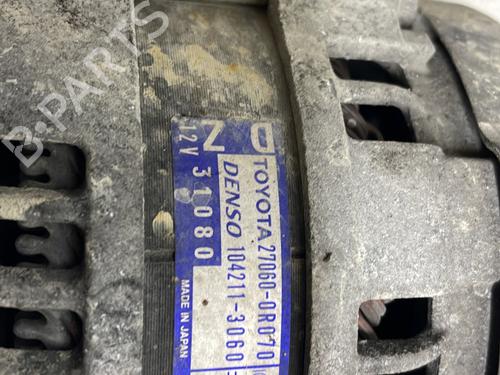 B-PARTS
D N
TOYOTA 27060-0R070
DENSO 104211-3060
12V 31080
MADE IN JAPAN